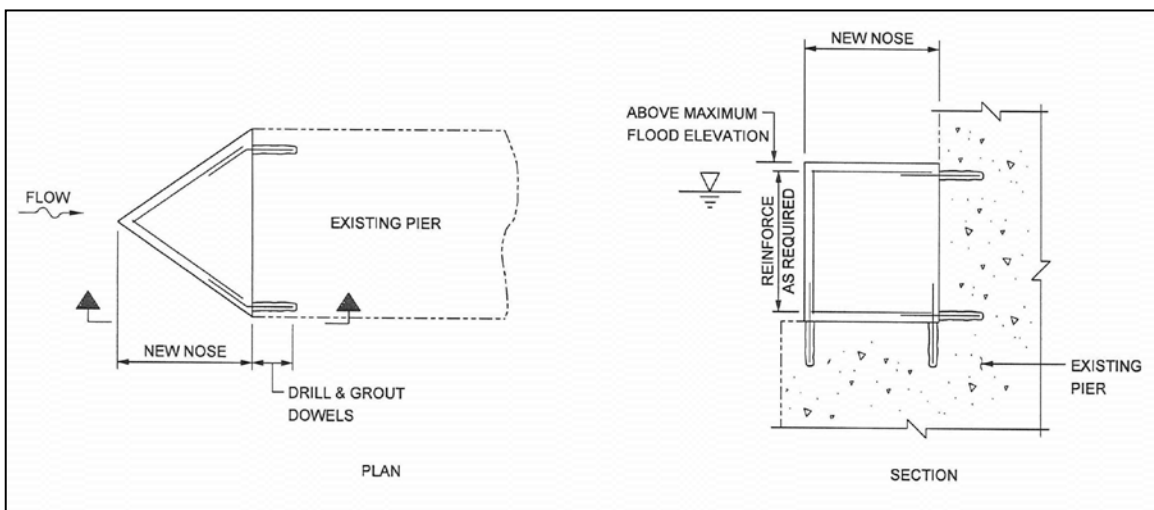 FLOW
EXISTING PIER
NEW NOSE
DRILL & GROUT
DOWELS
PLAN
NEW NOSE
ABOVE MAXIMUM
FLOOD ELEVATION
REINFORCE
AS REQUIRED
EXISTING
PIER
SECTION